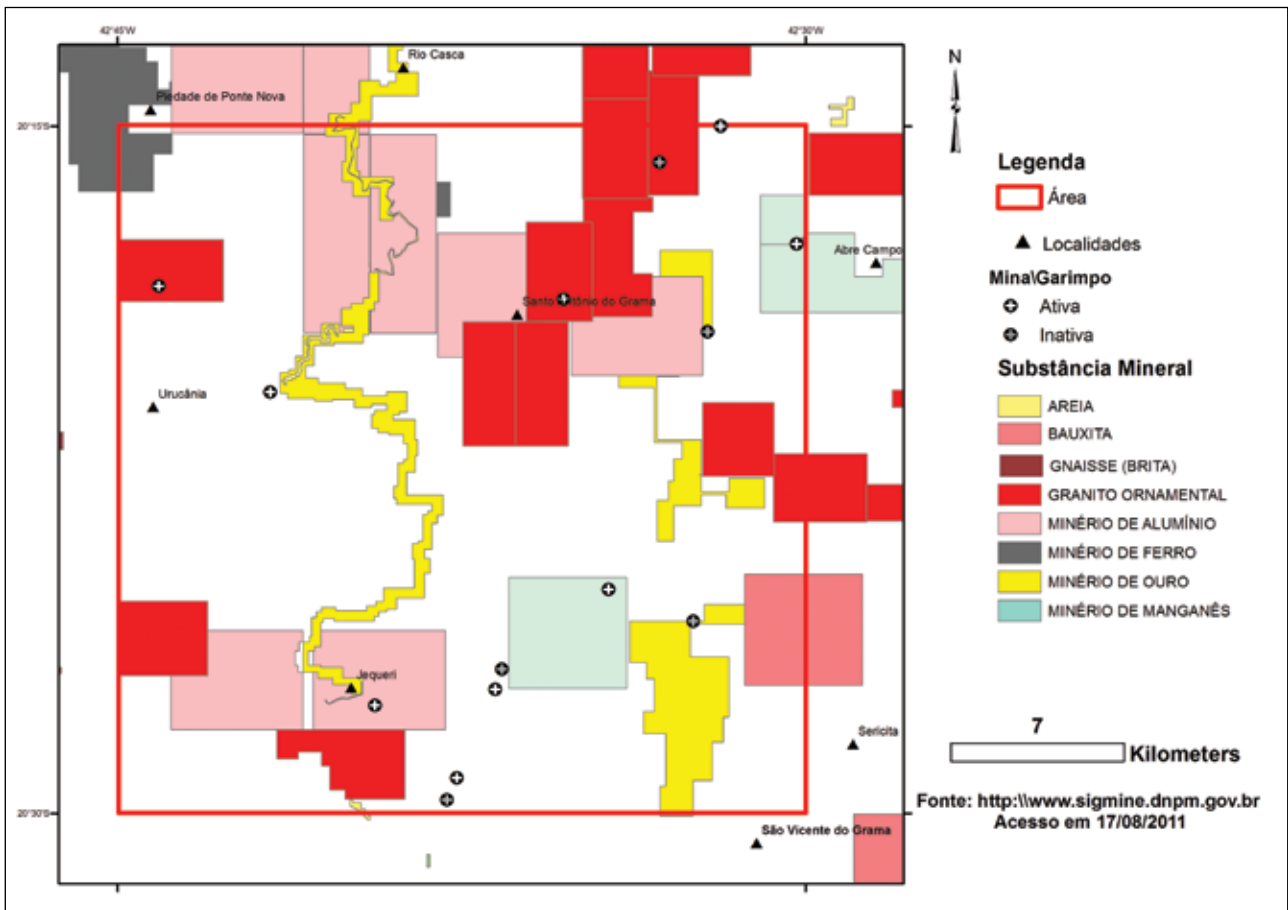 42°45'W
42°30'W
Rio Casca
Piedade de Ponte Nova
20°15'S
Abre Campo
Santo Antônio do Grama
Urucânia
Jequeri
Sericita
20°30'S
São Vicente do Grama
N
Legenda
Área
Localidades
Mina\Garimpo
Ativa
Inativa
Substância Mineral
AREIA
BAUXITA
GNAISSE (BRITA)
GRANITO ORNAMENTAL
MINÉRIO DE ALUMÍNIO
MINÉRIO DE FERRO
MINÉRIO DE OURO
MINÉRIO DE MANGANÊS
7
Kilometers
Fonte: http:\\www.sigmine.dnpm.gov.br
Acesso em 17/08/2011